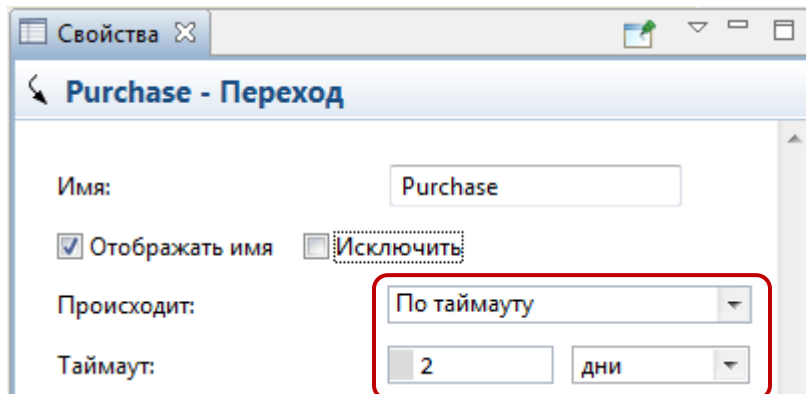 Свойства
Purchase - Переход
Имя: Purchase
Отображать имя Исключить
Происходит: По таймауту
Таймаут: 2 дни